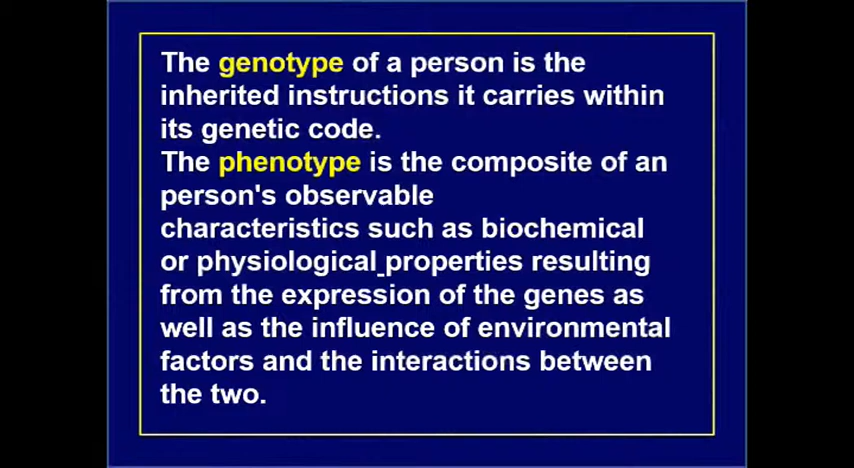 The genotype of a person is the
inherited instructions it carries within
its genetic code.
The phenotype is the composite of an
person's observable
characteristics such as biochemical
or physiological properties resulting
from the expression of the genes as
well as the influence of environmental
factors and the interactions between
the two.